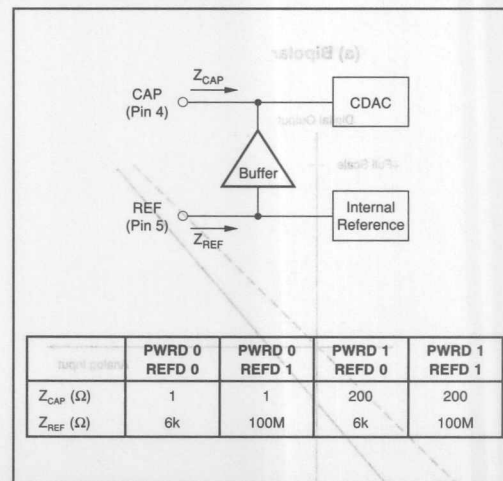 Z_CAP
CAP
(Pin 4)
CDAC
Buffer
REF
(Pin 5)
Z_REF
Internal
Reference
PWRD 0 REFD 0 | PWRD 0 REFD 1 | PWRD 1 REFD 0 | PWRD 1 REFD 1
Z_CAP (Ω) 1 1 200 200
Z_REF (Ω) 6k 100M 6k 100M